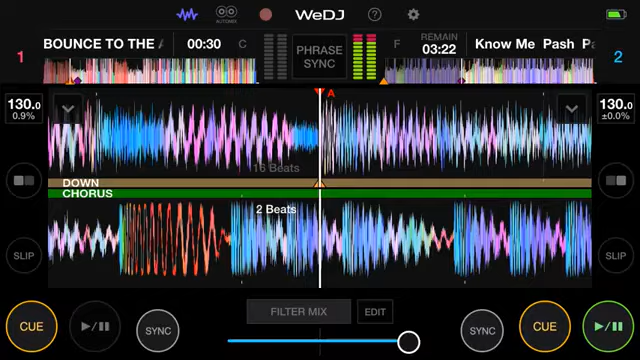 AUTOMIX
WeDJ
?
1
BOUNCE TO THE
00:30
C
PHRASE
SYNC
F
REMAIN
03:22
Know Me Pash
2
130.0
0.9%
A
130.0
±0.0%
16 Beats
DOWN
CHORUS
2 Beats
SLIP
SLIP
CUE
SYNC
FILTER MIX
EDIT
SYNC
CUE